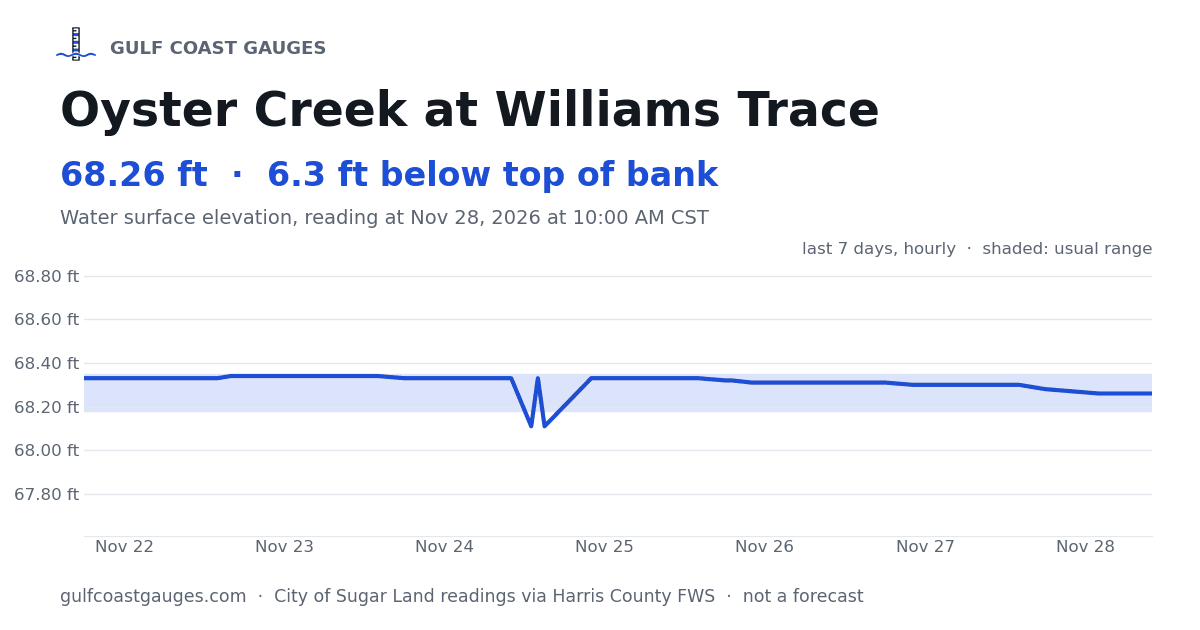 GULF COAST GAUGES
Oyster Creek at Williams Trace
68.26 ft · 6.3 ft below top of bank
Water surface elevation, reading at Nov 28, 2026 at 10:00 AM CST
last 7 days, hourly · shaded: usual range
68.80 ft
68.60 ft
68.40 ft
68.20 ft
68.00 ft
67.80 ft
Nov 22 Nov 23 Nov 24 Nov 25 Nov 26 Nov 27 Nov 28
gulfcoastgauges.com · City of Sugar Land readings via Harris County FWS · not a forecast